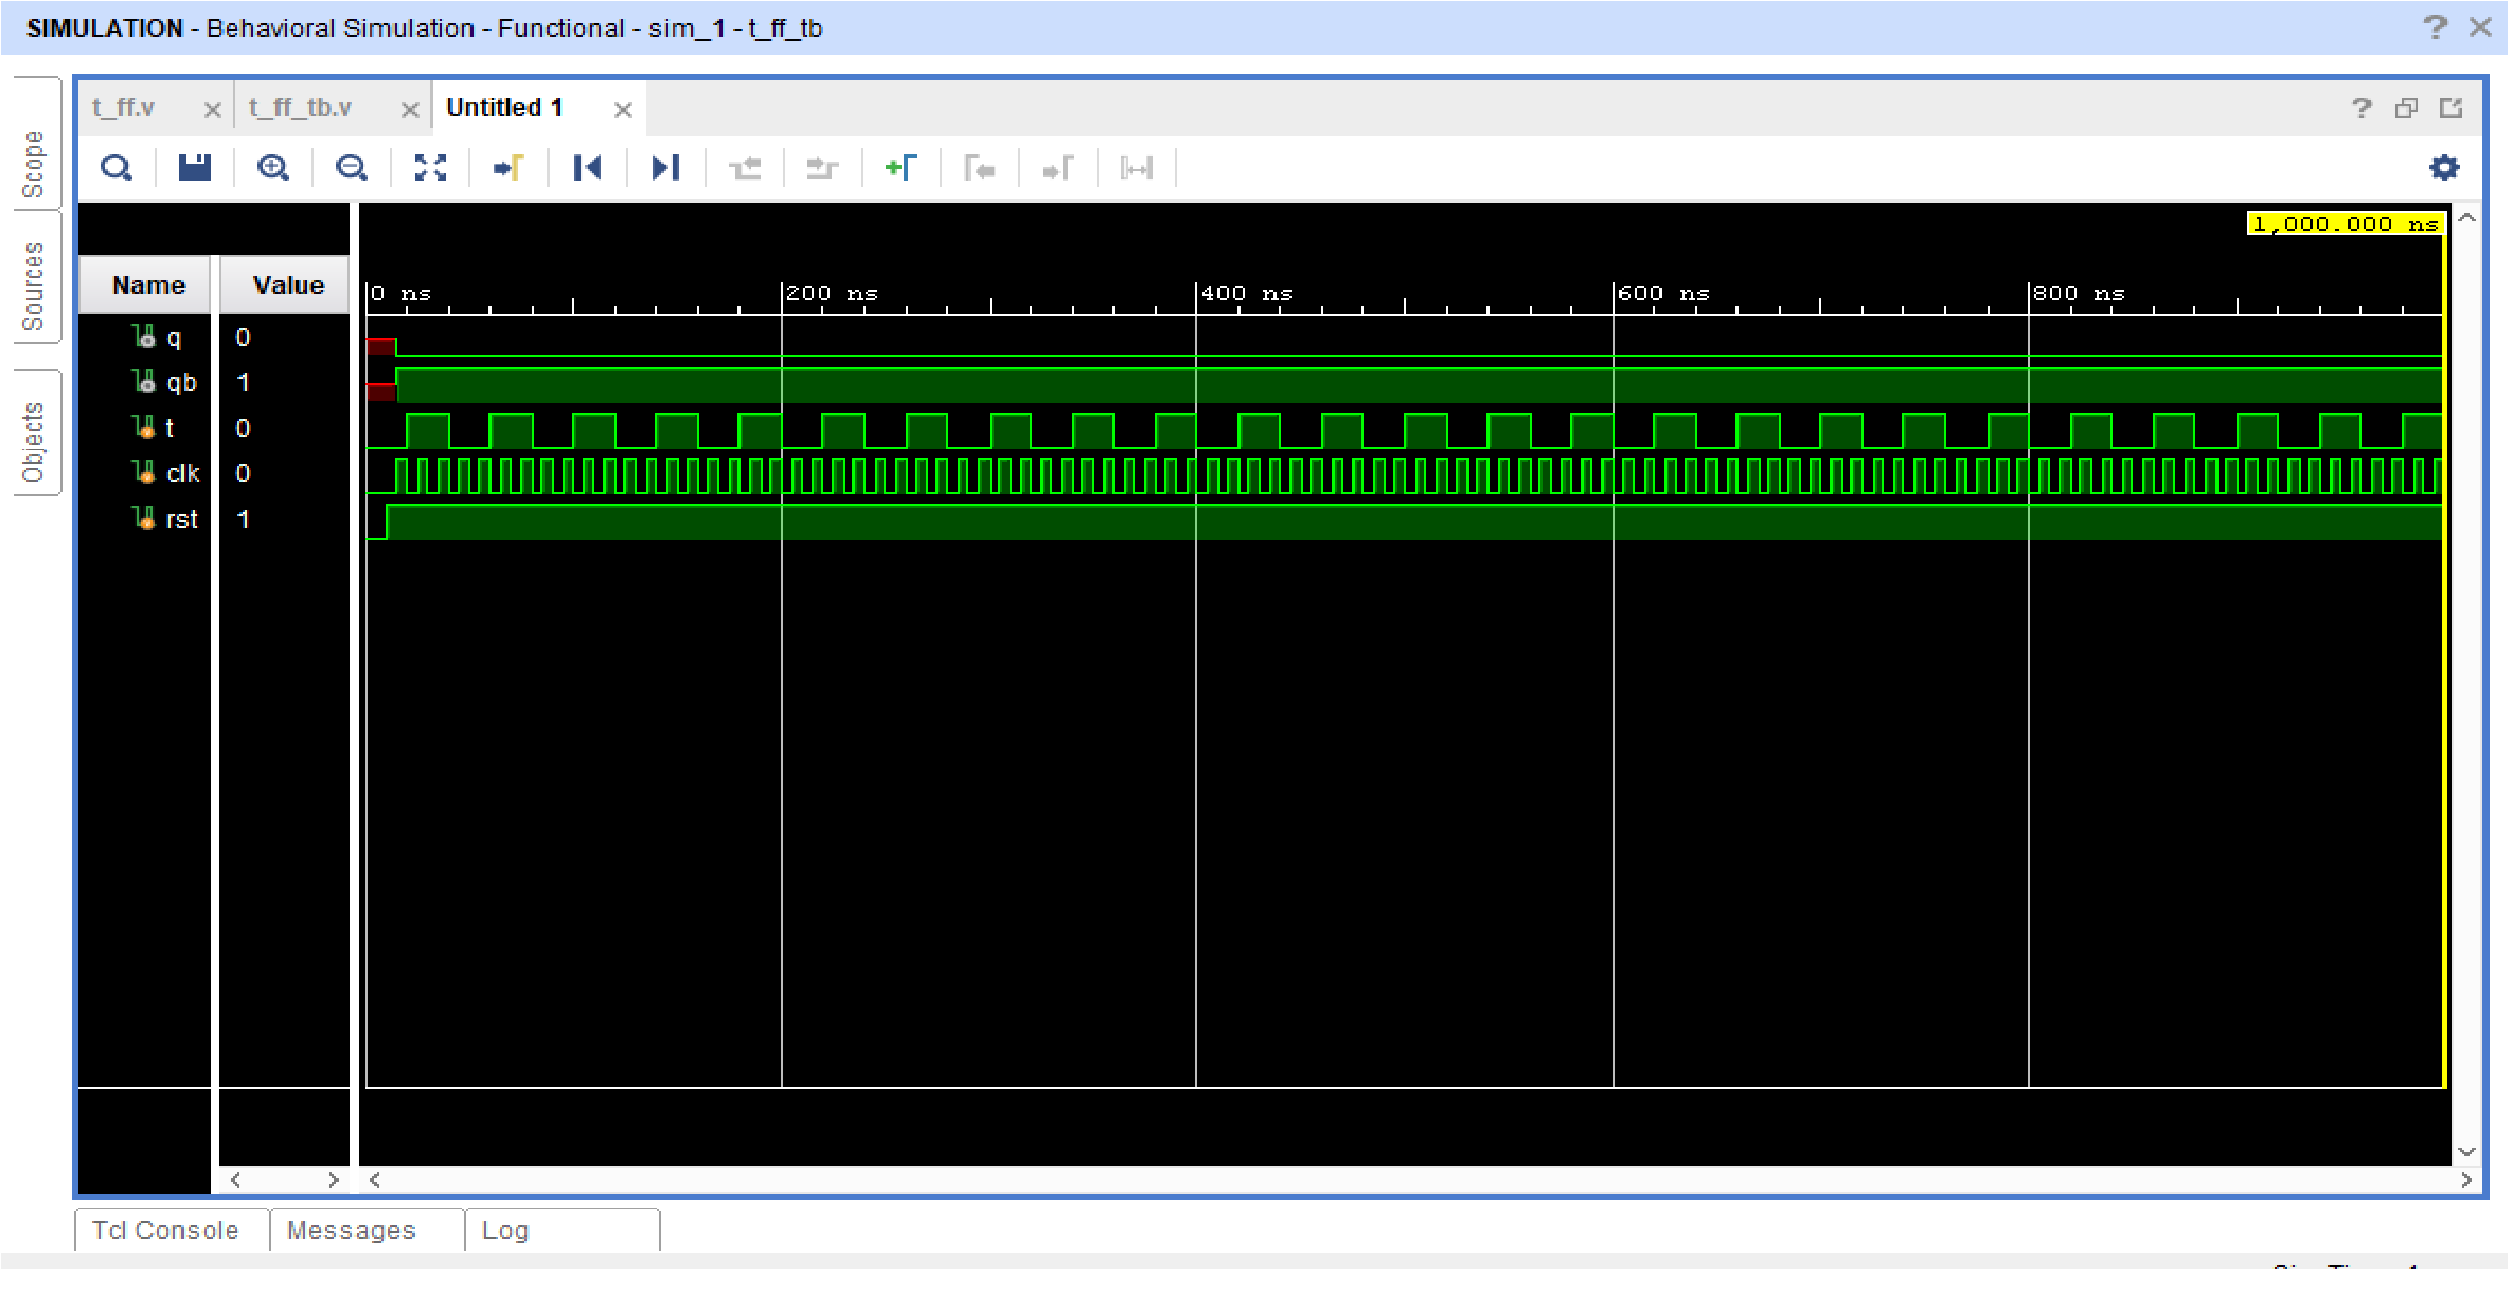 SIMULATION - Behavioral Simulation - Functional - sim_1 - t_ff_tb
Scope
Sources
Objects
t_ff.v
t_ff_tb.v
Untitled 1
1,000.000 ns
Name Value
0 ns 200 ns 400 ns 600 ns 800 ns
q 0
qb 1
t 0
clk 0
rst 1
Tcl Console Messages Log